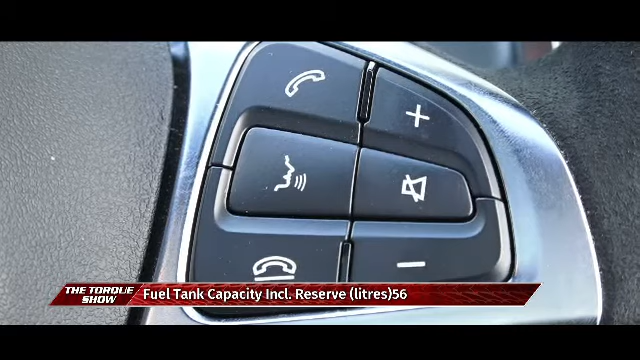 THE TORQUE
SHOW
Fuel Tank Capacity Incl. Reserve (litres)56